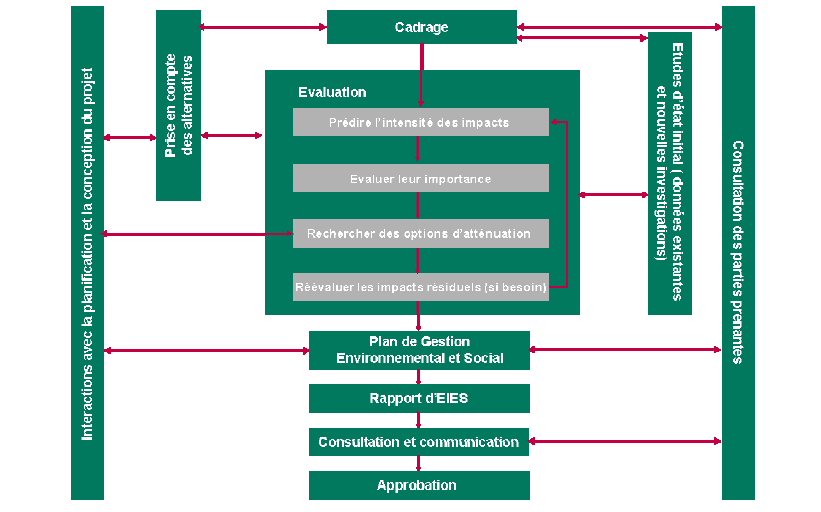 Cadrage
Interactions avec la planification et la conception du projet
Prise en compte
des alternatives
Evaluation
Prédire l'intensité des impacts
Evaluer leur importance
Rechercher des options d'atténuation
Réévaluer les impacts résiduels (si besoin)
Etudes d'état initial ( données existantes
et nouvelles investigations)
Consultation des parties prenantes
Plan de Gestion
Environnemental et Social
Rapport d'EIES
Consultation et communication
Approbation